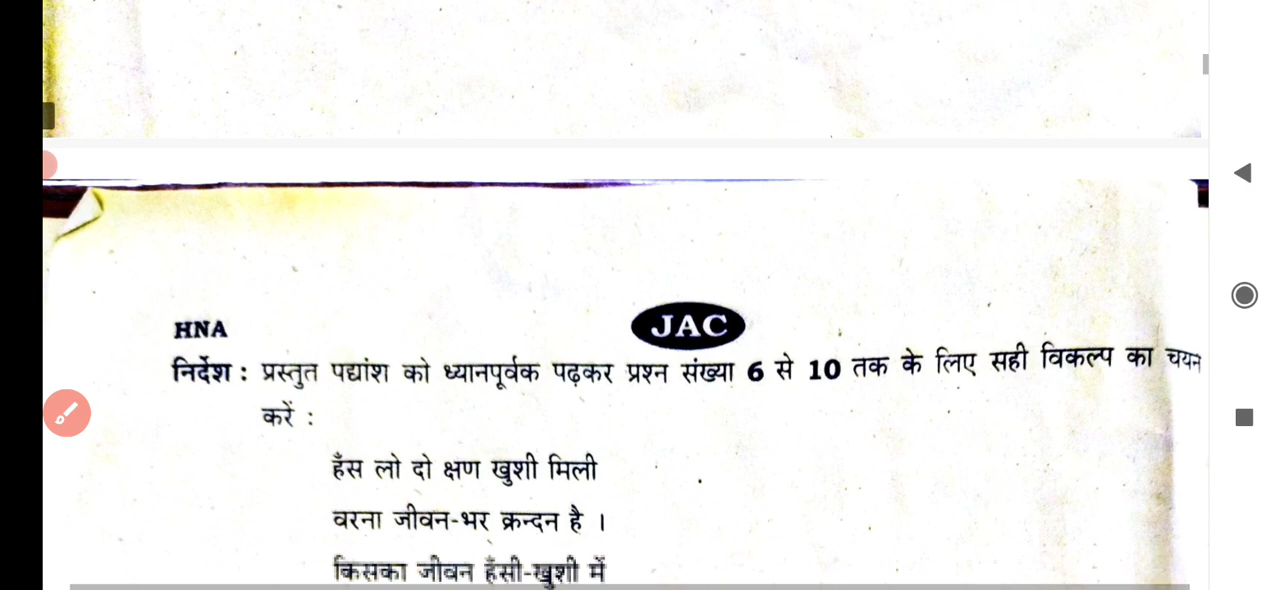 HNA
JAC
निर्देश : प्रस्तुत पद्यांश को ध्यानपूर्वक पढ़कर प्रश्न संख्या 6 से 10 तक के लिए सही विकल्प का चयन
करें :
हँस लो दो क्षण खुशी मिली
वरना जीवन-भर क्रन्दन है ।
किसका जीवन हँसी-खुशी में